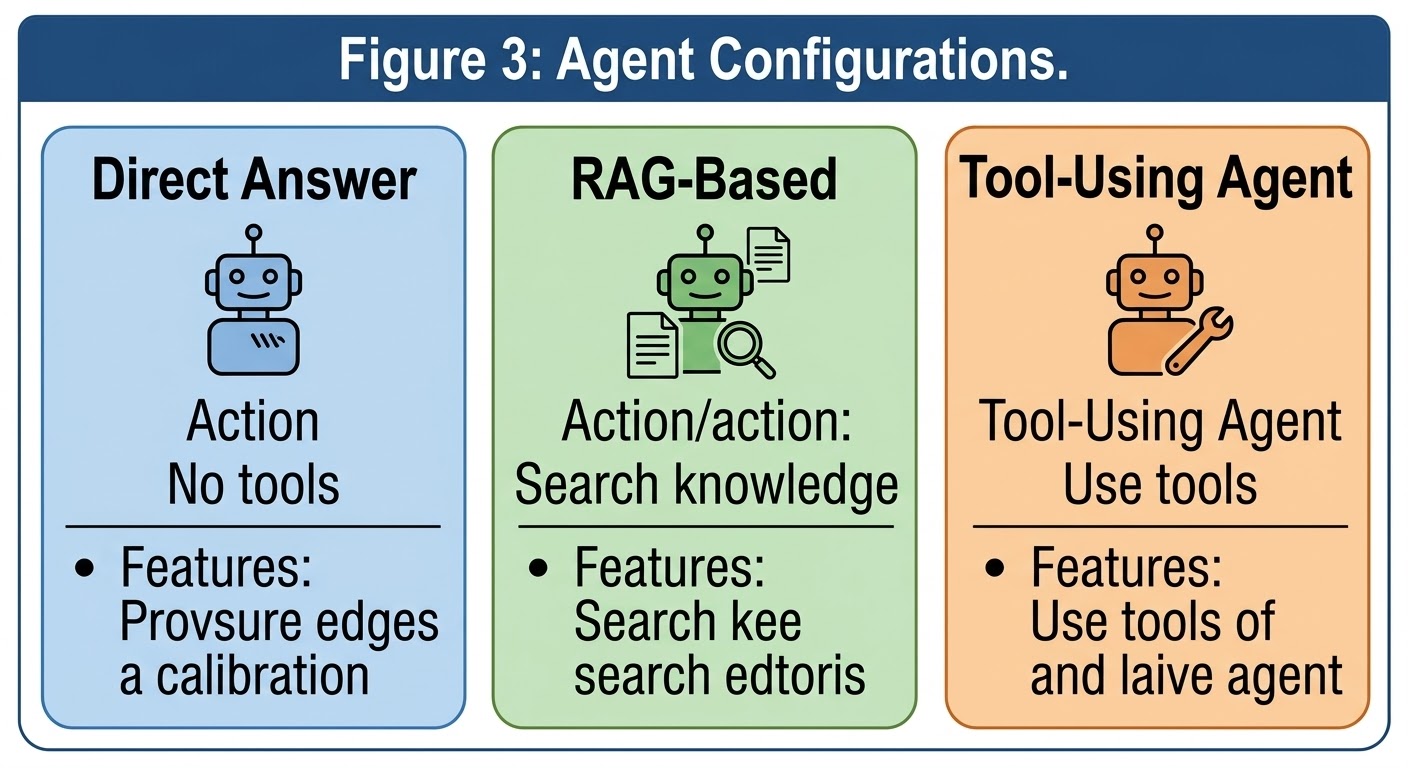 Figure 3: Agent Configurations.
Direct Answer
Action
No tools
• Features:
Provsure edges
a calibration
RAG-Based
Action/action:
Search knowledge
• Features:
Search kee
search edtoris
Tool-Using Agent
Tool-Using Agent
Use tools
• Features:
Use tools of
and laive agent